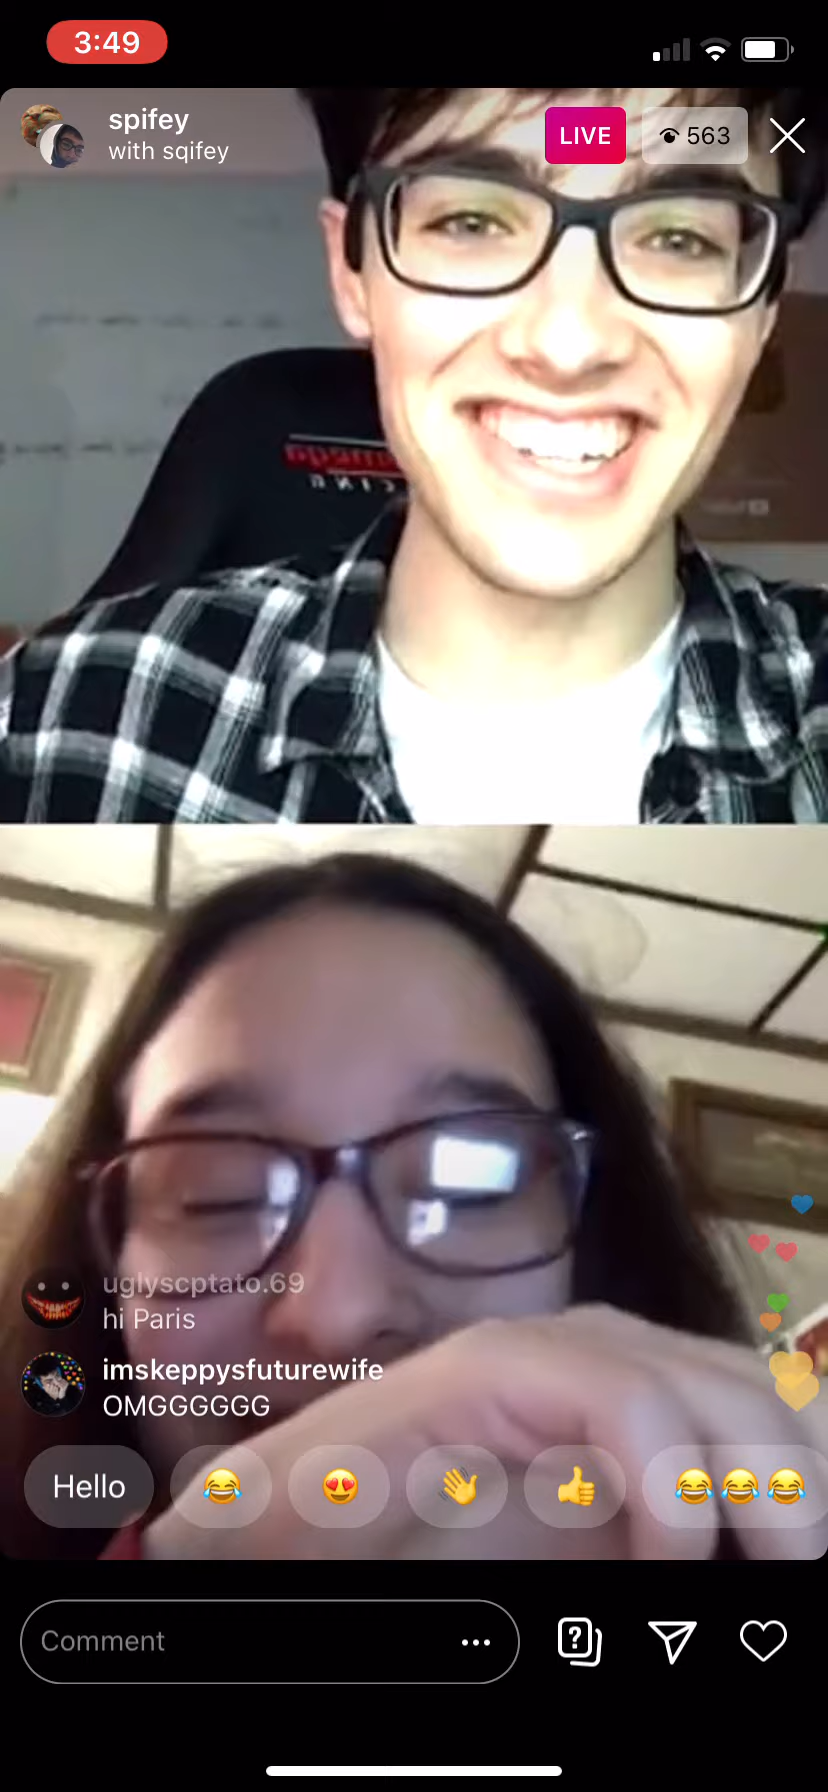 3:49
spifey
with sqifey
LIVE
563
uglyscptato.69
hi Paris
imskeppysfuturewife
OMGGGGGG
Hello
Comment